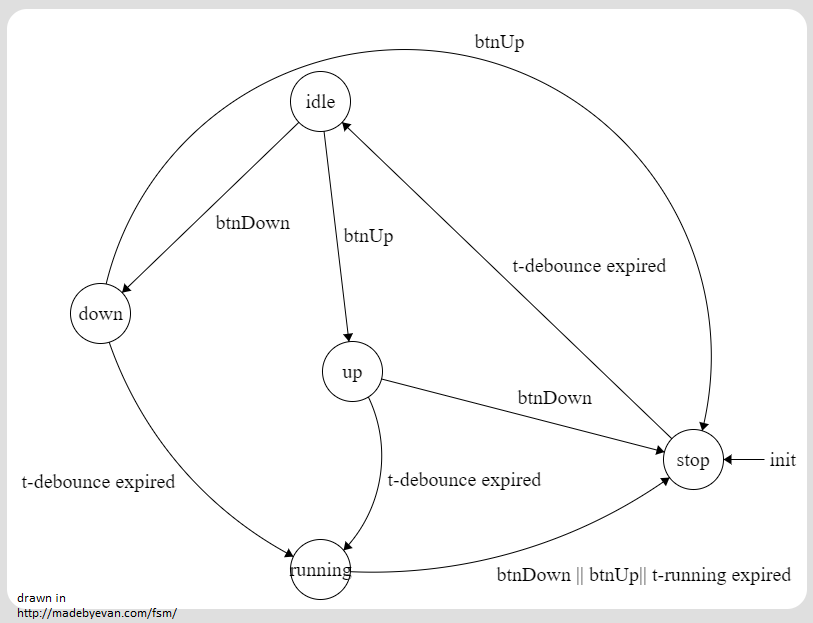 btnUp
idle
btnDown
btnUp
t-debounce expired
down
up
btnDown
stop
init
t-debounce expired
t-debounce expired
running
btnDown || btnUp|| t-running expired
drawn in
http://madebyevan.com/fsm/